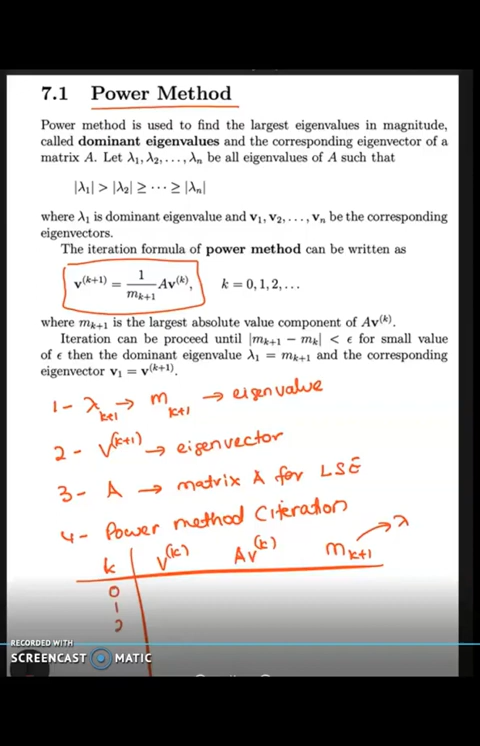 7.1 Power Method
Power method is used to find the largest eigenvalues in magnitude,
called dominant eigenvalues and the corresponding eigenvector of a
matrix A. Let λ₁, λ₂, . . . , λₙ be all eigenvalues of A such that
|λ₁| > |λ₂| ≥ · · · ≥ |λₙ|
where λ₁ is dominant eigenvalue and v₁, v₂, . . . , vₙ be the corresponding
eigenvectors.
The iteration formula of power method can be written as
v⁽ᵏ⁺¹⁾ = 1/mₖ₊₁ Av⁽ᵏ⁾, k = 0, 1, 2, . . .
where mₖ₊₁ is the largest absolute value component of Av⁽ᵏ⁾.
Iteration can be proceed until |mₖ₊₁ − mₖ| < ϵ for small value
of ϵ then the dominant eigenvalue λ₁ = mₖ₊₁ and the corresponding
eigenvector v₁ = v⁽ᵏ⁺¹⁾.
1- λₖ₊₁ → mₖ₊₁ → eigenvalue
2- V⁽ᵏ⁺¹⁾ → eigenvector
3- A → matrix A for LSE
4- Power method (iteration)
k V⁽ᵏ⁾ AV⁽ᵏ⁾ mₖ₊₁ → λ
0
1
2
RECORDED WITH
SCREENCAST MATIC